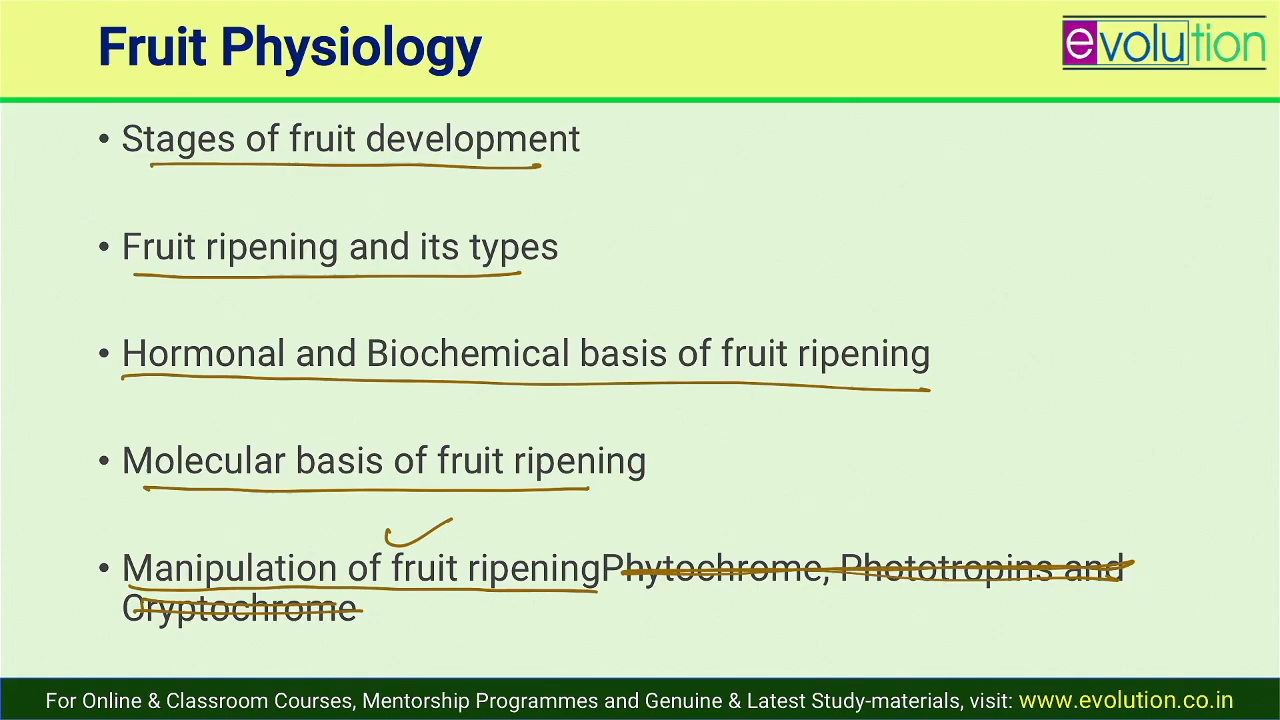 Fruit Physiology
evolution
• Stages of fruit development
• Fruit ripening and its types
• Hormonal and Biochemical basis of fruit ripening
• Molecular basis of fruit ripening
• Manipulation of fruit ripeningPhytochrome, Phototropins and
Cryptochrome
For Online & Classroom Courses, Mentorship Programmes and Genuine & Latest Study-materials, visit: www.evolution.co.in